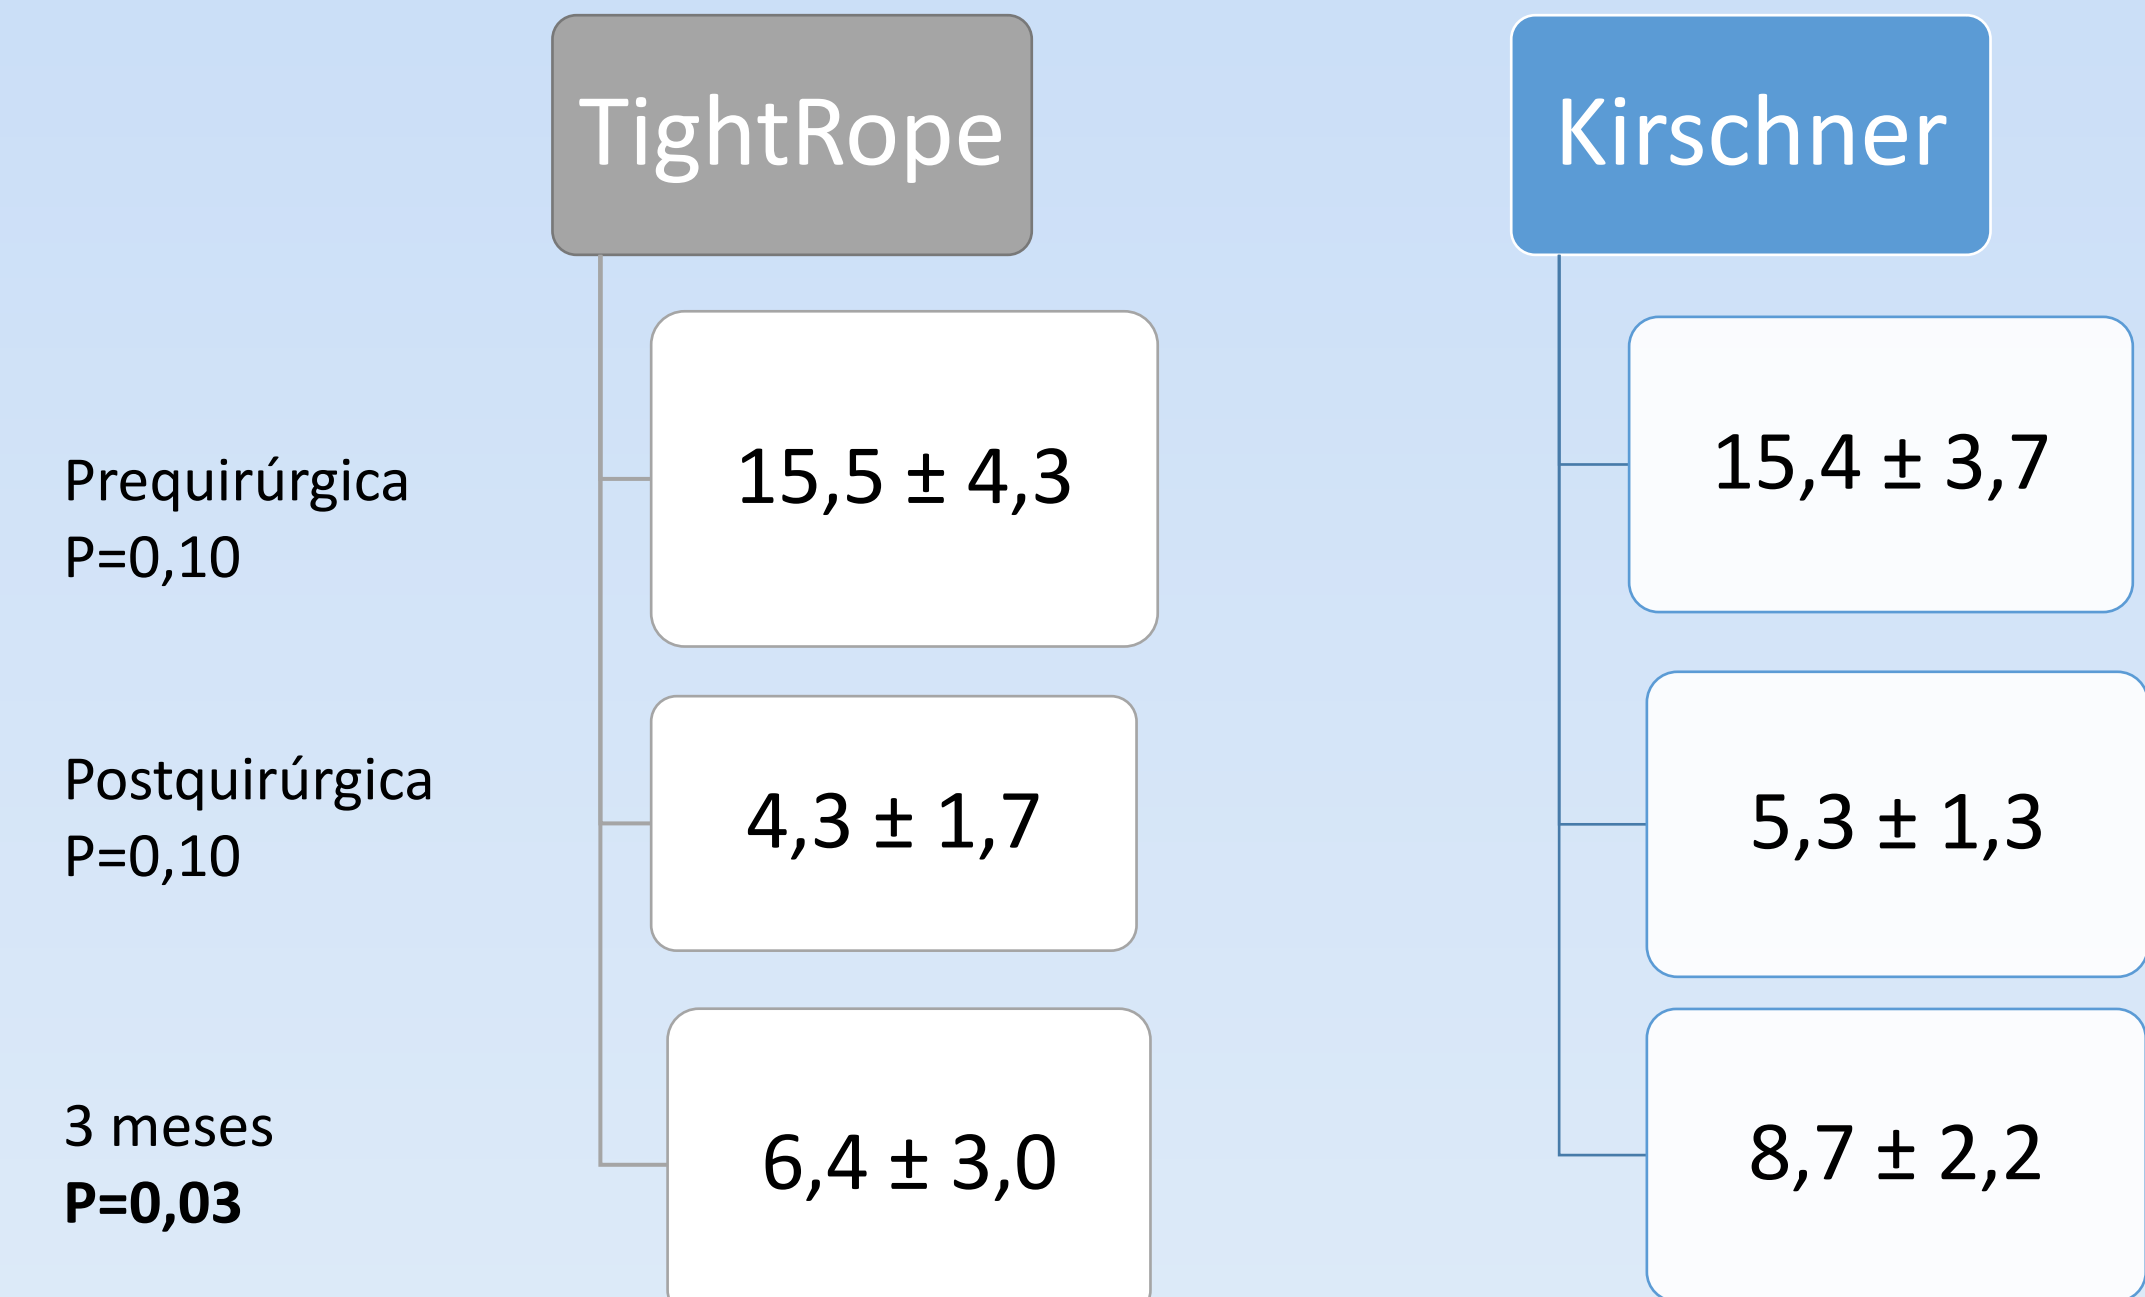 TightRope
Kirschner
Prequirúrgica
P=0,10
15,5 ± 4,3
15,4 ± 3,7
Postquirúrgica
P=0,10
4,3 ± 1,7
5,3 ± 1,3
3 meses
P=0,03
6,4 ± 3,0
8,7 ± 2,2